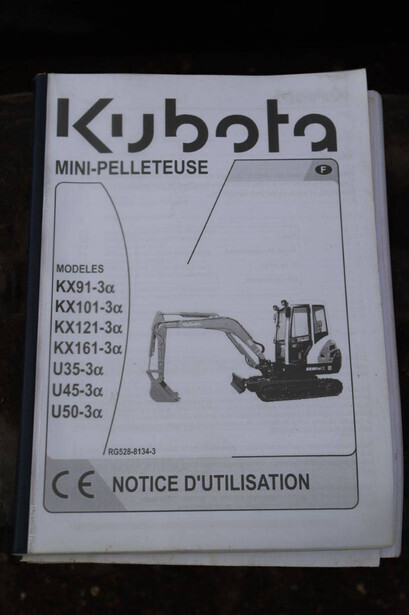 Kubota
MINI-PELLETEUSE
F
MODELES
KX91-3α
KX101-3α
KX121-3α
KX161-3α
U35-3α
U45-3α
U50-3α
RG528-8134-3
CE NOTICE D'UTILISATION